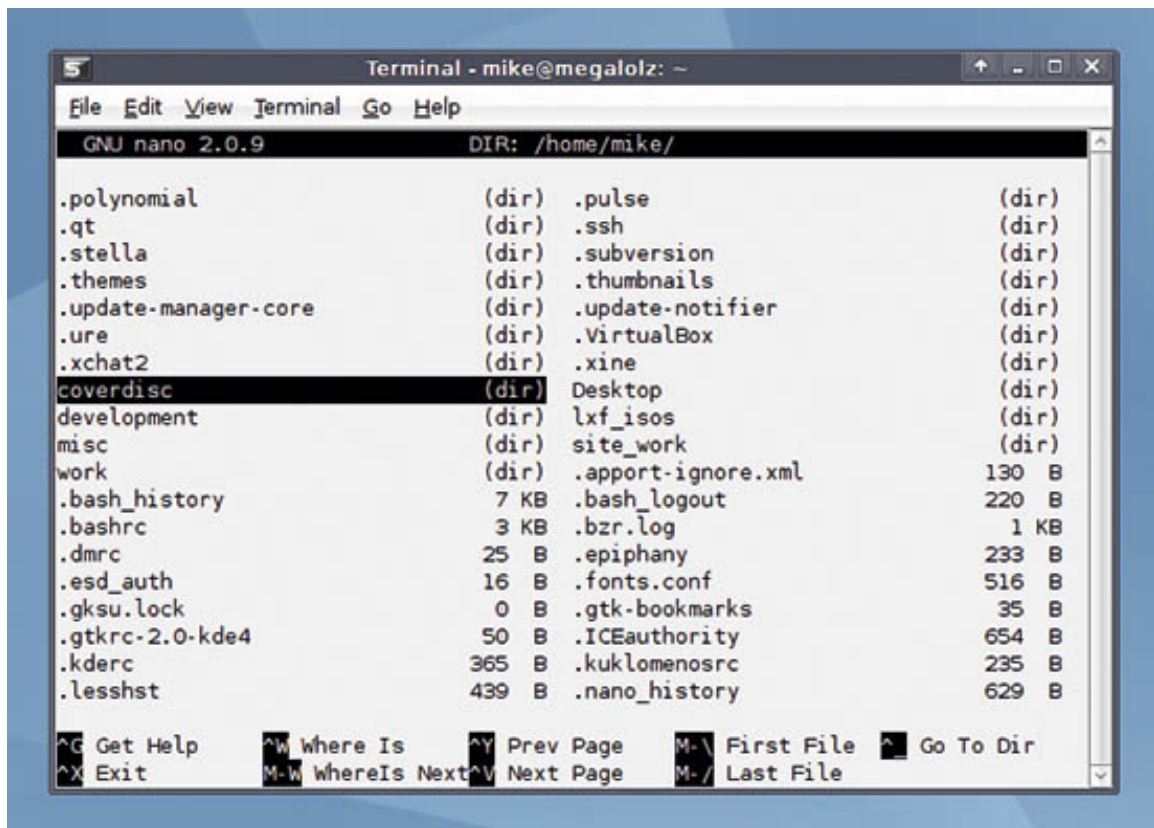 Terminal - mike@megalolz: ~
File Edit View Terminal Go Help
GNU nano 2.0.9 DIR: /home/mike/
.polynomial (dir) .pulse (dir)
.qt (dir) .ssh (dir)
.stella (dir) .subversion (dir)
.themes (dir) .thumbnails (dir)
.update-manager-core (dir) .update-notifier (dir)
.ure (dir) .VirtualBox (dir)
.xchat2 (dir) .xine (dir)
coverdisc (dir) Desktop (dir)
development (dir) lxf_isos (dir)
misc (dir) site_work (dir)
work (dir) .apport-ignore.xml 130 B
.bash_history 7 KB .bash_logout 220 B
.bashrc 3 KB .bzr.log 1 KB
.dmrc 25 B .epiphany 233 B
.esd_auth 16 B .fonts.conf 516 B
.gksu.lock 0 B .gtk-bookmarks 35 B
.gtkrc-2.0-kde4 50 B .ICEauthority 654 B
.kderc 365 B .kuklomenosrc 235 B
.lesshst 439 B .nano_history 629 B
^G Get Help ^W Where Is ^Y Prev Page M-\ First File ^_ Go To Dir
^X Exit M-W WhereIs Next^V Next Page M-/ Last File